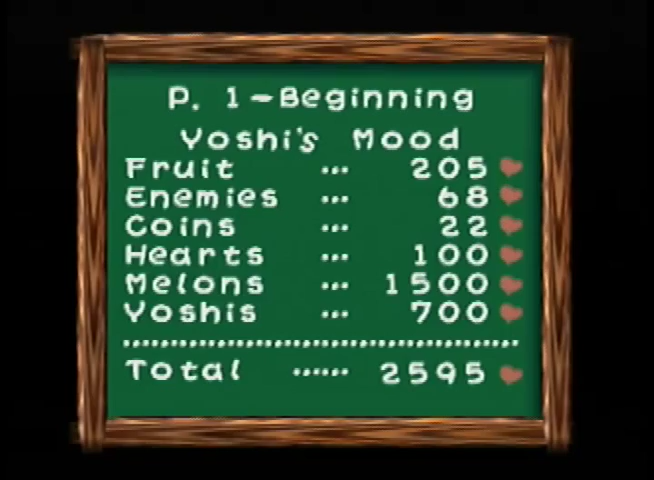 P. 1-Beginning
Yoshi's Mood
Fruit ... 205
Enemies ... 68
Coins ... 22
Hearts ... 100
Melons ... 1500
Yoshis ... 700
Total ...... 2595